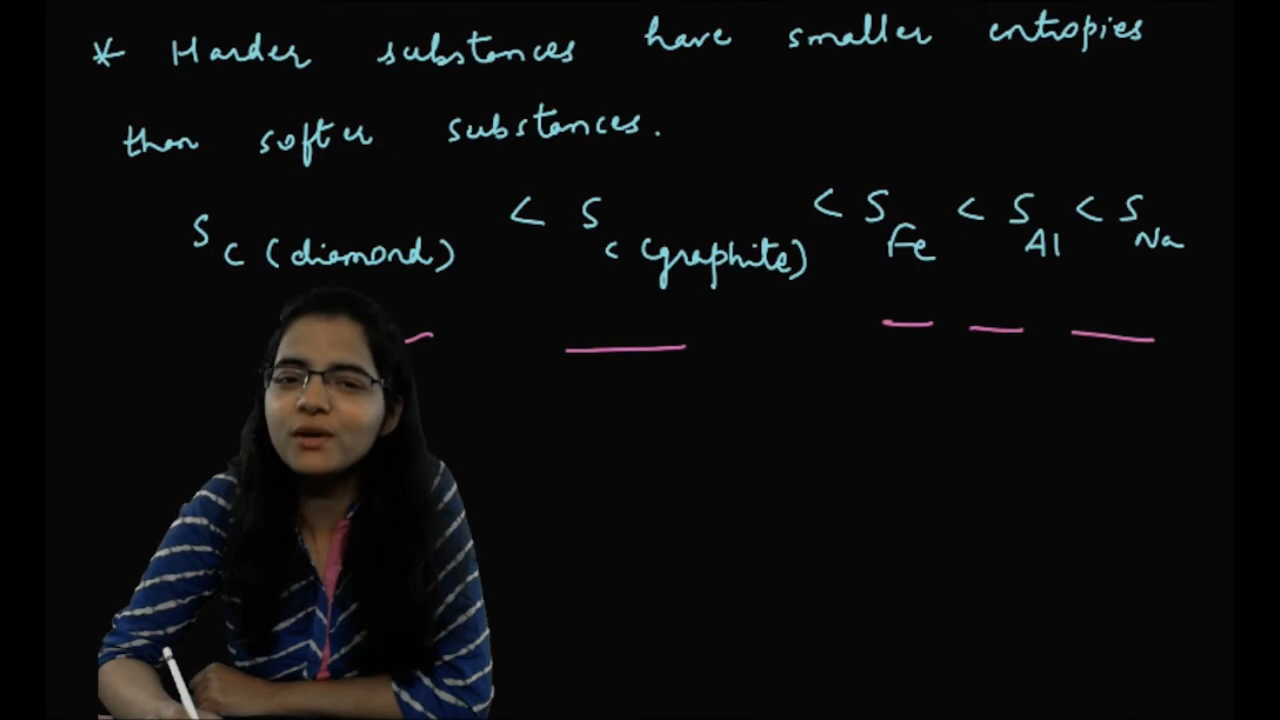 * Harder substances have smaller entropies
than softer substances.
S C (diamond) < S C (graphite) < S Fe < S Al < S Na